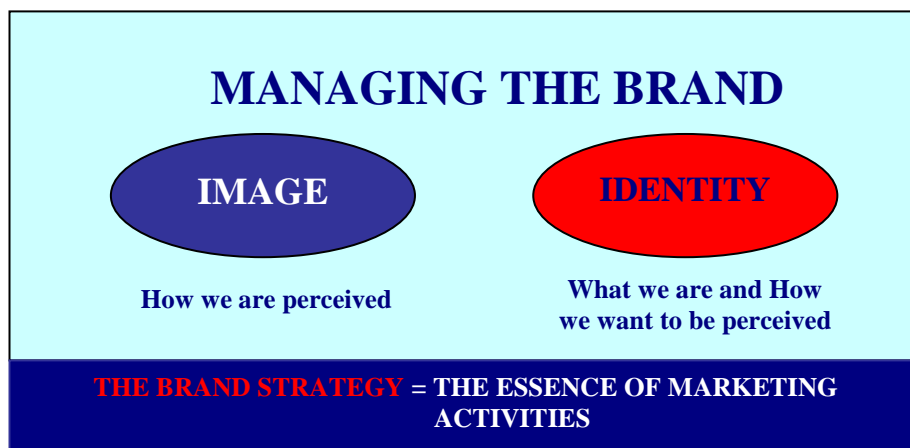 MANAGING THE BRAND
IMAGE
IDENTITY
How we are perceived
What we are and How
we want to be perceived
THE BRAND STRATEGY = THE ESSENCE OF MARKETING
ACTIVITIES